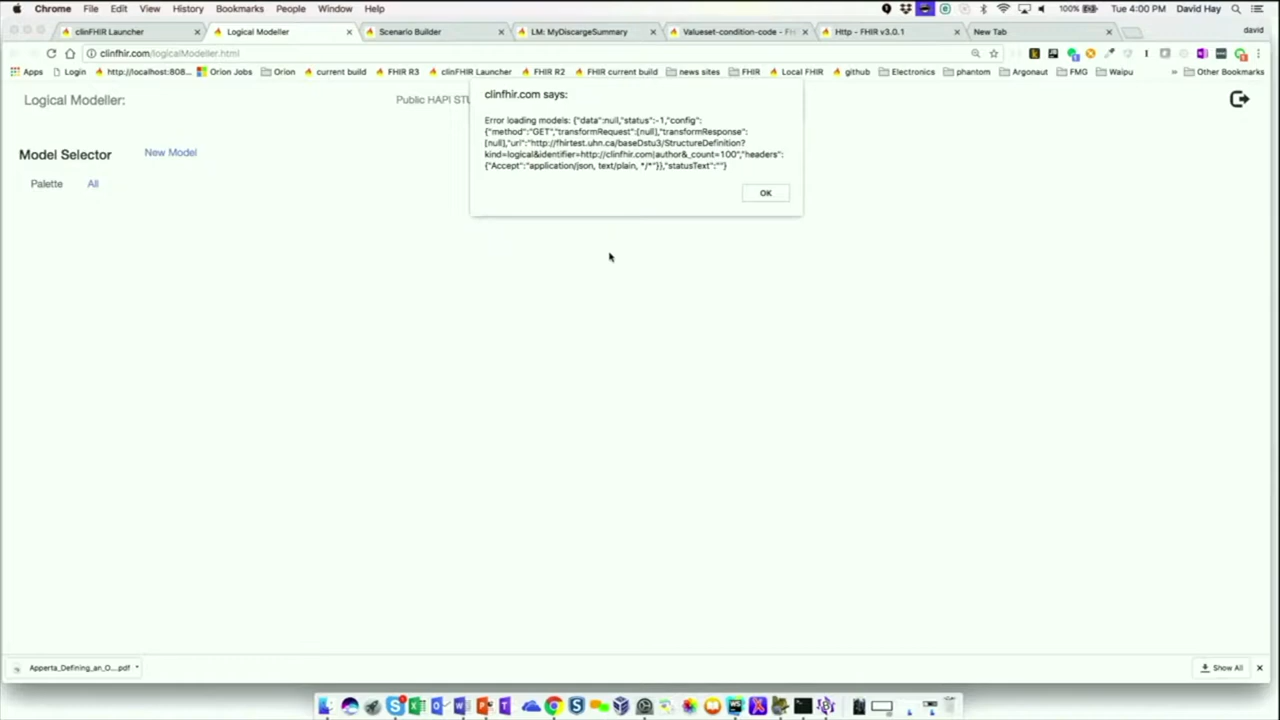 Chrome File Edit View History Bookmarks People Window Help 100% Tue 4:00 PM David Hay
clinFHIR Launcher Logical Modeller Scenario Builder LM: MyDiscargeSummary Valueset-condition-code - Http - FHIR v3.0.1 New Tab david
clinfhir.com/logicalModeller.html
Apps Login http://localhost:808... Orion Jobs Orion current build FHIR R3 clinFHIR Launcher FHIR R2 FHIR current build news sites FHIR Local FHIR github Electronics phantom Argonaut FMG Waipu » Other Bookmarks
Logical Modeller: Public HAPI
clinfhir.com says:
Error loading models: {"data":null,"status":-1,"config":
{"method":"GET","transformRequest":[null],"transformResponse":
[null],"url":"http://fhirtest.uhn.ca/baseDstu3/StructureDefinition?
kind=logical&identifier=http://clinfhir.com|author&_count=100","headers":
{"Accept":"application/json, text/plain, */*"}},"statusText":""}
OK
Model Selector New Model
Palette All
Apperta_Defining_an_O....pdf Show All